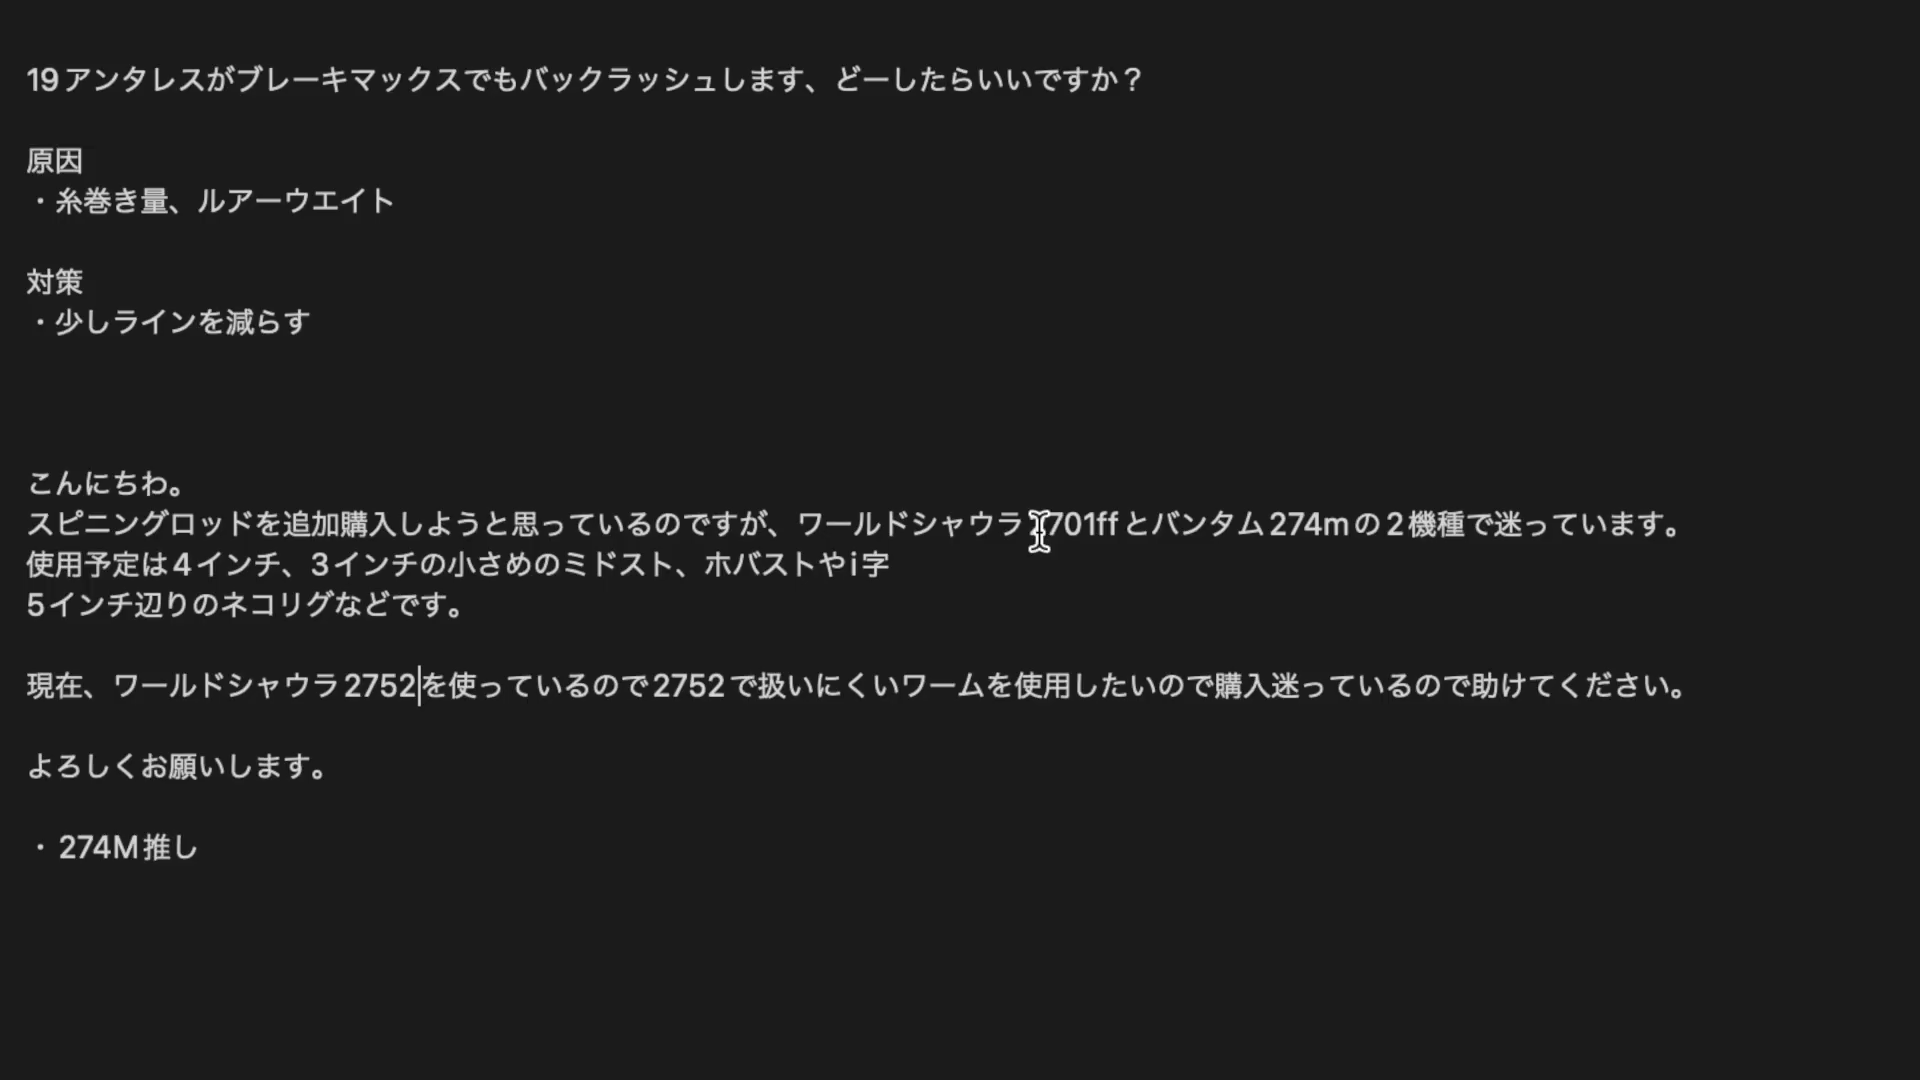 19アンタレスがブレーキマックスでもバックラッシュします、どーしたらいいですか？
原因
・糸巻き量、ルアーウエイト
対策
・少しラインを減らす
こんにちわ。
スピニングロッドを追加購入しようと思っているのですが、ワールドシャウラ2701ffとバンタム274mの2機種で迷っています。
使用予定は4インチ、3インチの小さめのミドスト、ホバストやi字
5インチ辺りのネコリグなどです。
現在、ワールドシャウラ2752を使っているので2752で扱いにくいワームを使用したいので購入迷っているので助けてください。
よろしくお願いします。
・274M推し